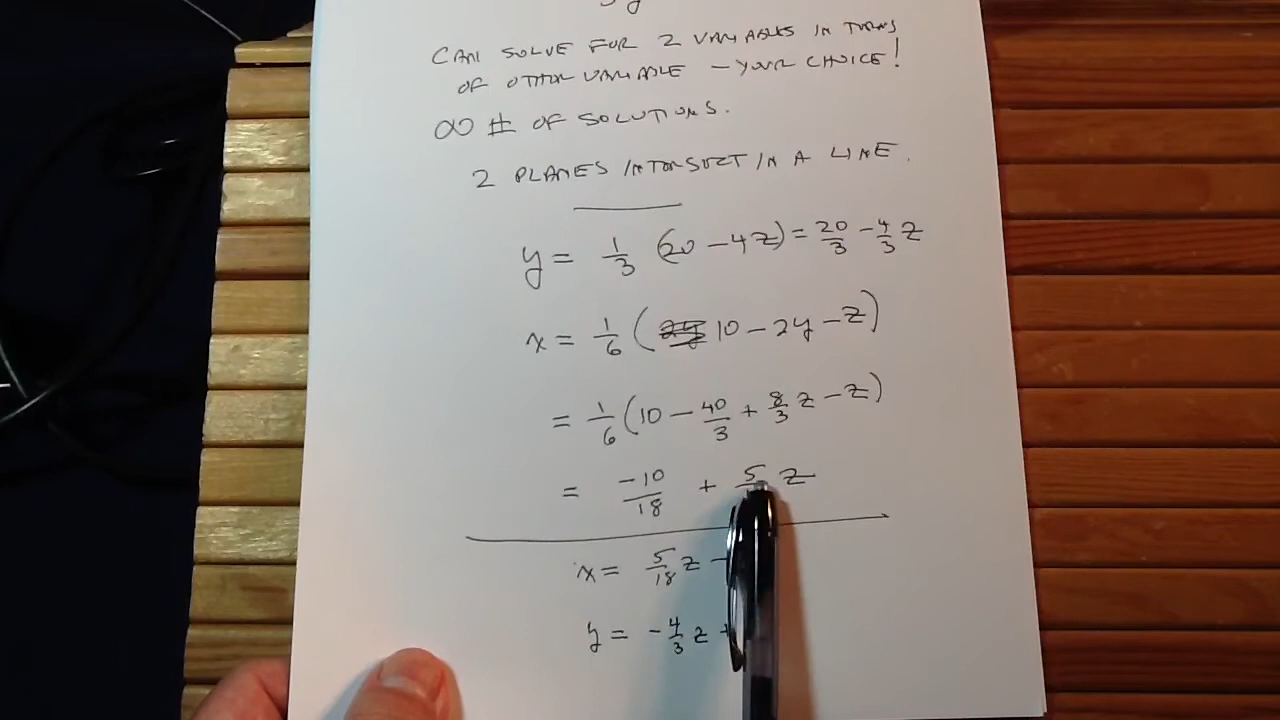 CAN SOLVE FOR 2 VARIABLES IN TERMS
OF OTHER VARIABLE – YOUR CHOICE!
∞ # OF SOLUTIONS.
2 PLANES INTERSECT IN A LINE.
y = 1/3 (20 - 4z) = 20/3 - 4/3 z
x = 1/6 (10 - 2y - z)
= 1/6 (10 - 40/3 + 8/3 z - z)
= -10/18 + 5 z
x = 5/18 z -
y = -4/3 z +